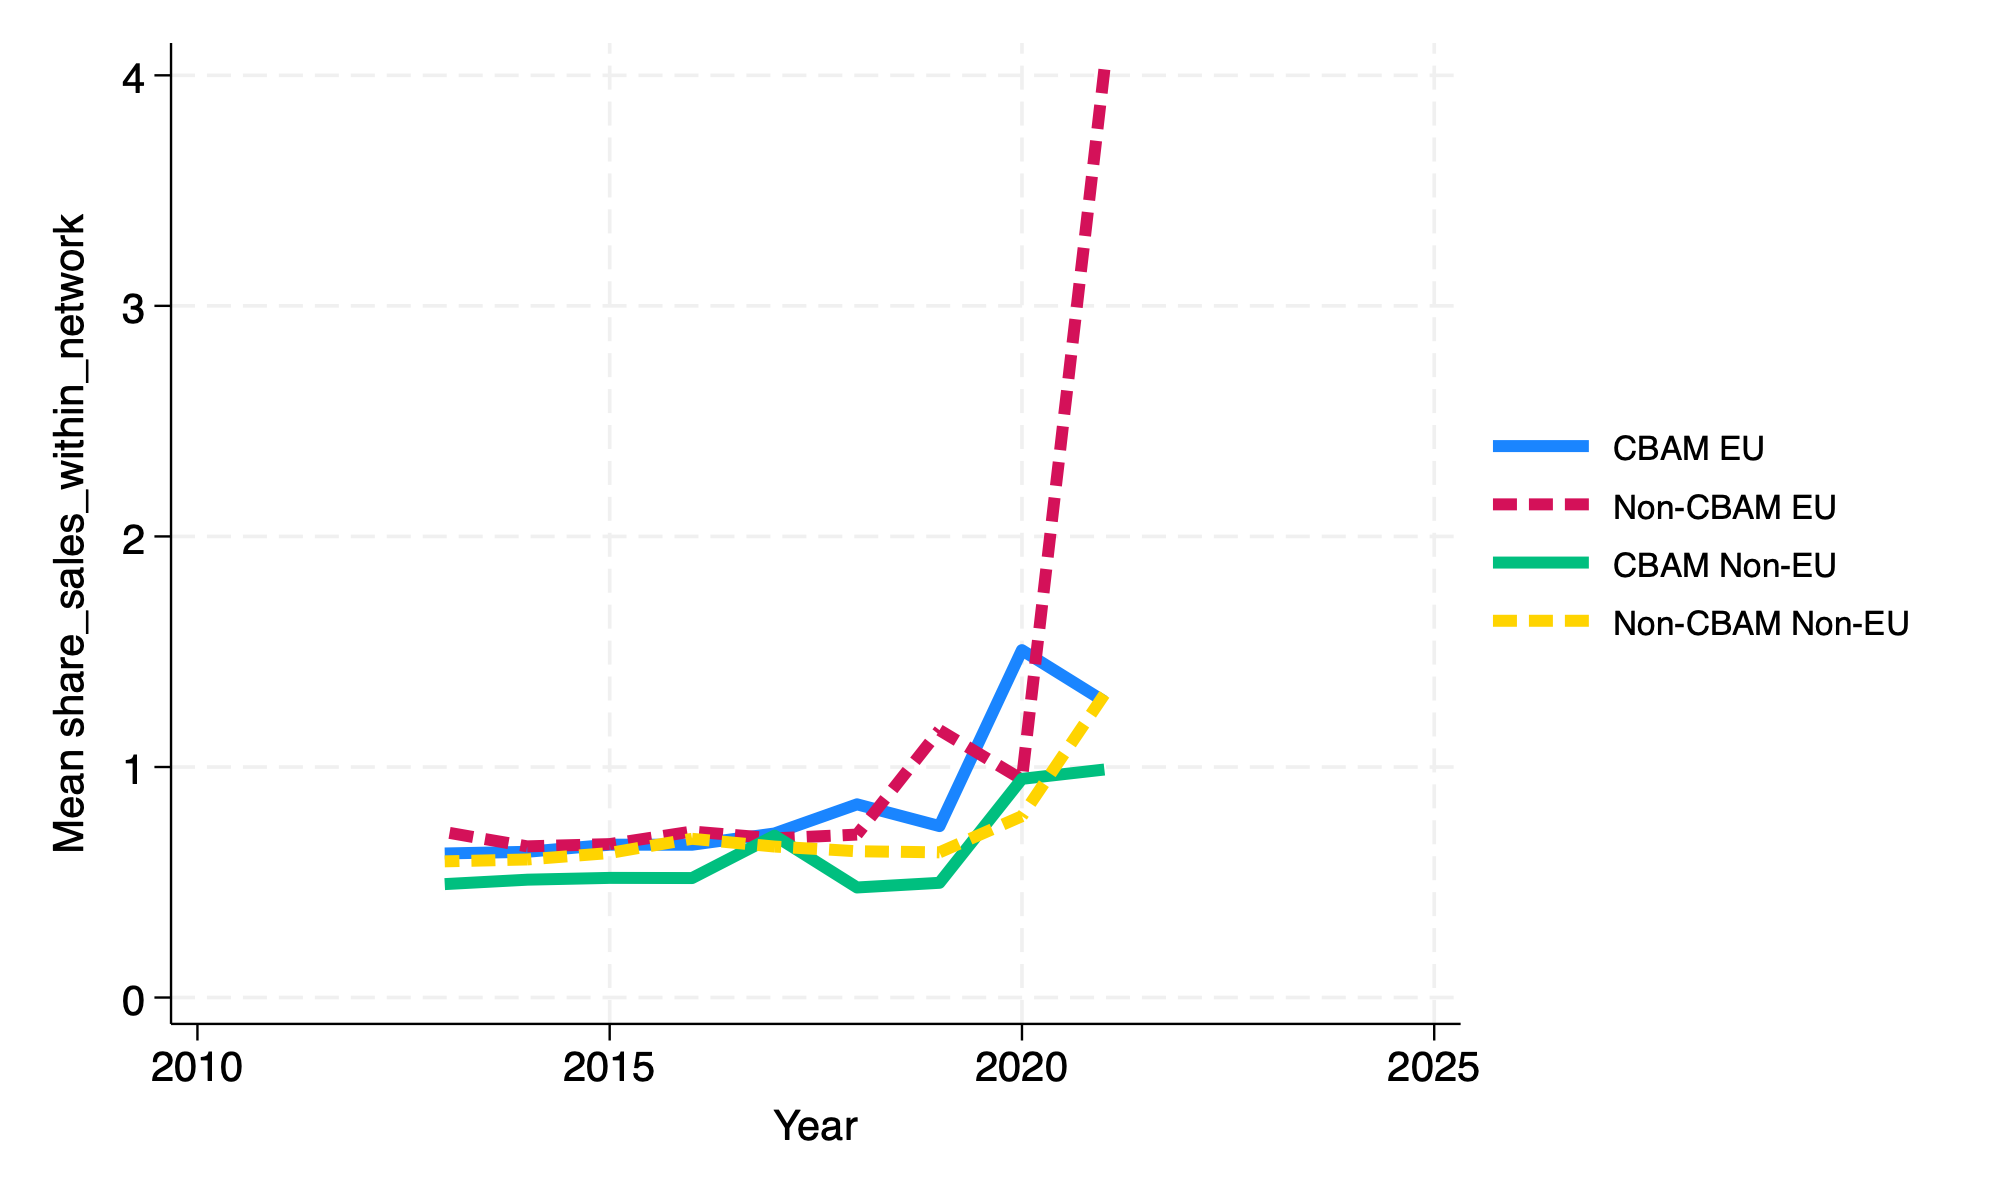 Mean share_sales_within_network
4
3
2
1
0
2010
2015
2020
2025
Year
CBAM EU
Non-CBAM EU
CBAM Non-EU
Non-CBAM Non-EU